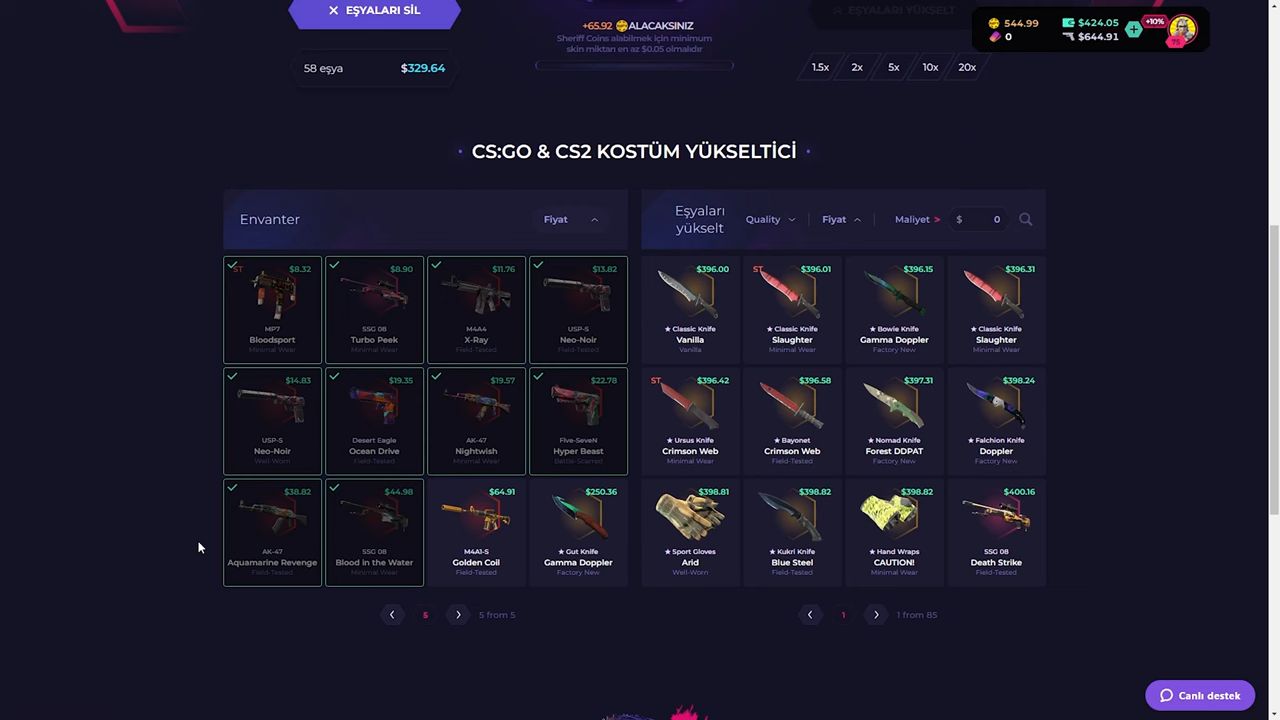 EŞYALARI SİL
58 eşya
$329.64
+65.92 ALACAKSINIZ
Sheriff Coins alabilmek için minimum
skin miktarı en az $0.05 olmalıdır
EŞYALARI YÜKSELT
1.5x
2x
5x
10x
20x
544.99
0
$424.05
$644.91
+10%
CS:GO & CS2 KOSTÜM YÜKSELTİCİ
Envanter
Fiyat
Eşyaları
yükselt
Quality
Fiyat
Maliyet >
$ 0
ST
$8.32
MP7
Bloodsport
Minimal Wear
$8.90
SSG 08
Turbo Peek
Minimal Wear
$11.76
M4A4
X-Ray
Field-Tested
$13.82
USP-S
Neo-Noir
Field-Tested
$14.83
USP-S
Neo-Noir
Well-Worn
$19.35
Desert Eagle
Ocean Drive
Field-Tested
$19.57
AK-47
Nightwish
Minimal Wear
$22.78
Five-SeveN
Hyper Beast
Battle-Scarred
$38.82
AK-47
Aquamarine Revenge
Field-Tested
$44.98
SSG 08
Blood in the Water
Minimal Wear
$64.91
M4A1-S
Golden Coil
Field-Tested
$250.36
★ Gut Knife
Gamma Doppler
Factory New
5
5 from 5
$396.00
★ Classic Knife
Vanilla
Vanilla
ST
$396.01
★ Classic Knife
Slaughter
Minimal Wear
$396.15
★ Bowie Knife
Gamma Doppler
Factory New
$396.31
★ Classic Knife
Slaughter
Minimal Wear
ST
$396.42
★ Ursus Knife
Crimson Web
Minimal Wear
$396.58
★ Bayonet
Crimson Web
Field-Tested
$397.31
★ Nomad Knife
Forest DDPAT
Factory New
$398.24
★ Falchion Knife
Doppler
Factory New
$398.81
★ Sport Gloves
Arid
Well-Worn
$398.82
★ Kukri Knife
Blue Steel
Field-Tested
$398.82
★ Hand Wraps
CAUTION!
Minimal Wear
$400.16
SSG 08
Death Strike
Field-Tested
1
1 from 85
Canlı destek